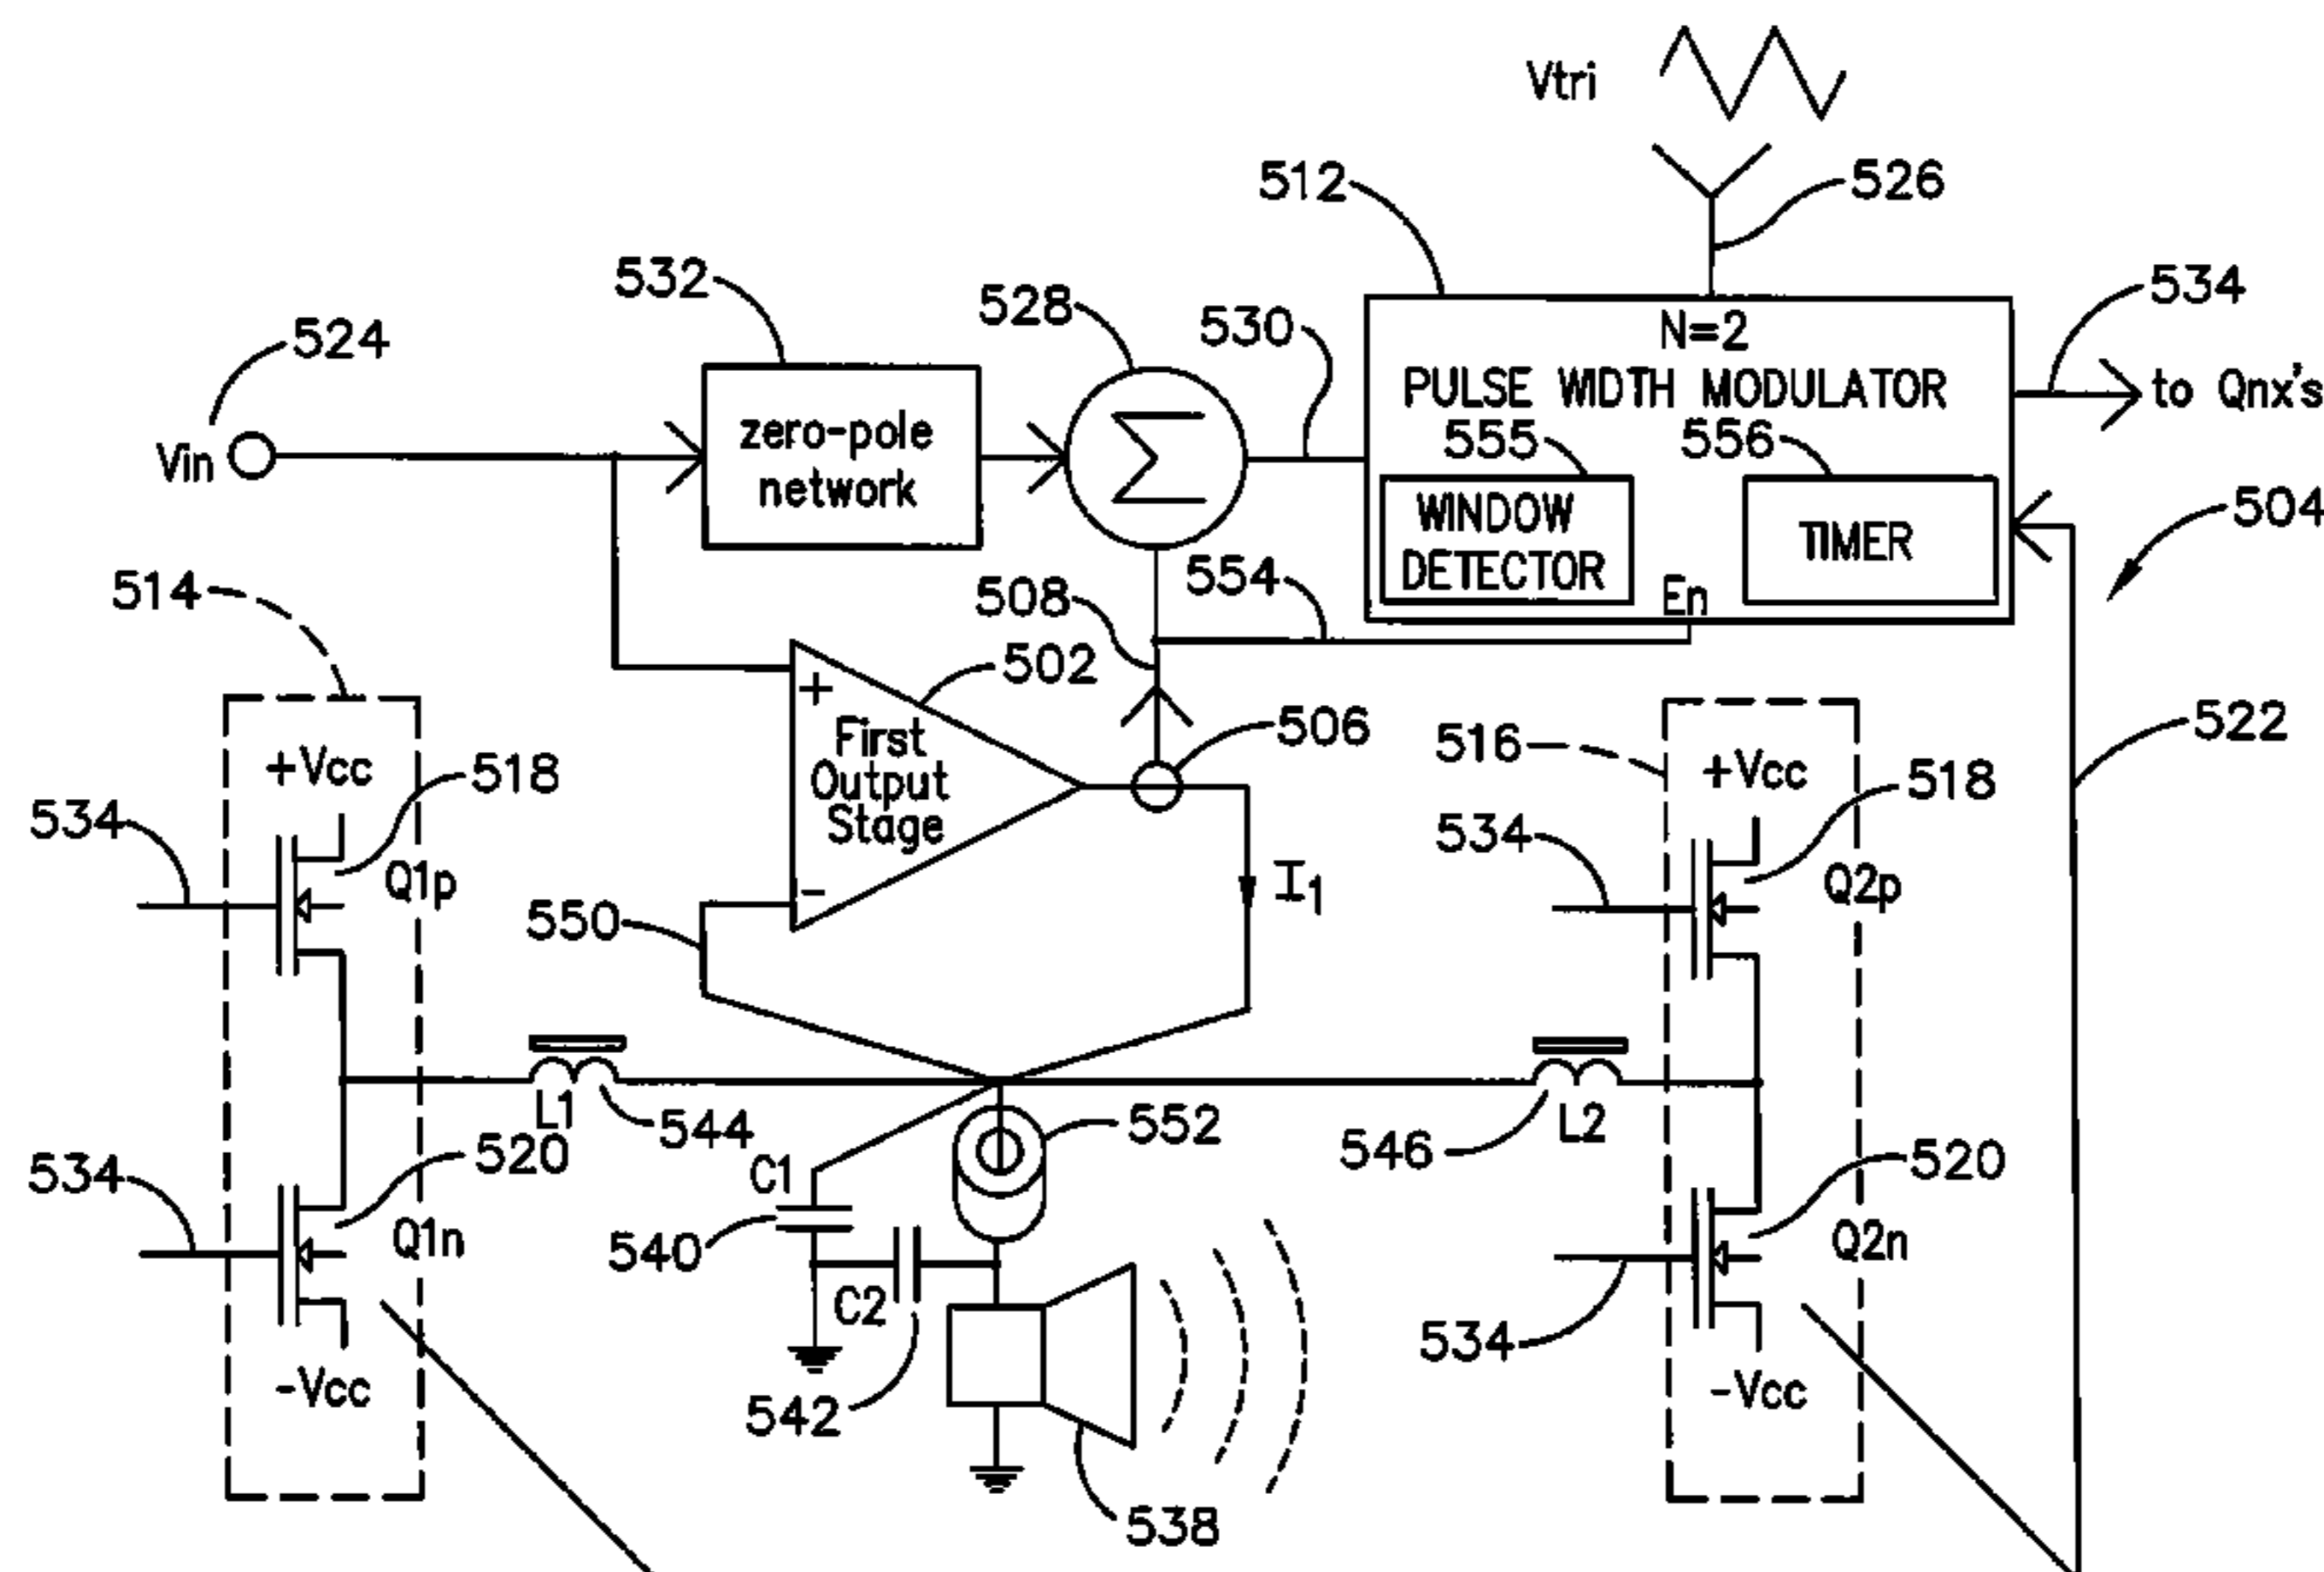 Vtri
512
526
532
528
530
534
524
N=2
PULSE WIDTH MODULATOR
to Qnx's
Vin
zero-pole
network
Σ
555
556
WINDOW
DETECTOR
TIMER
504
514
508
554
En
502
+
First
Output
Stage
-
506
516
522
+Vcc
518
+Vcc
518
534
534
Q1p
I1
Q2p
550
L1
544
552
546
L2
534
520
C1
520
Q1n
540
Q2n
C2
534
-Vcc
542
-Vcc
538